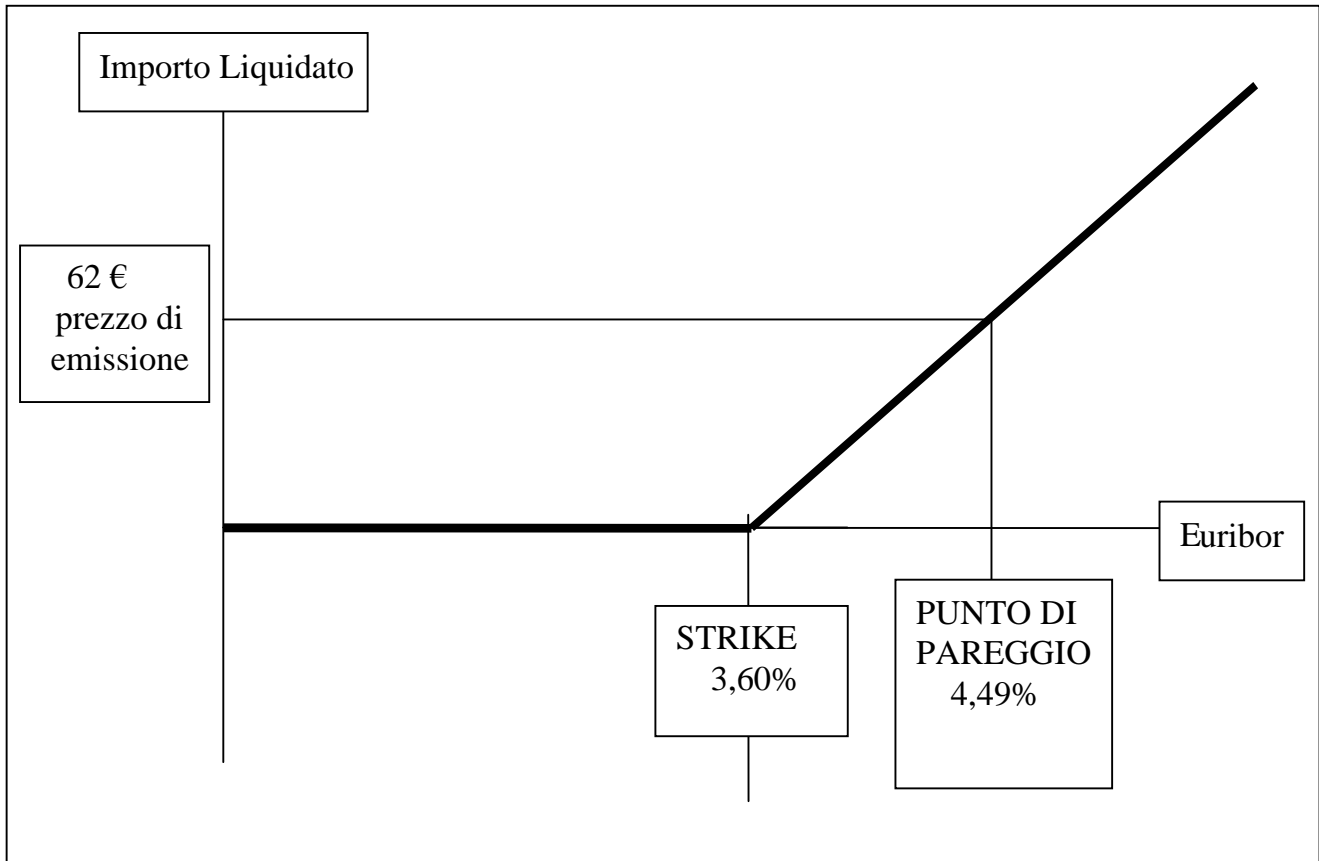 Importo Liquidato
62 €
prezzo di
emissione
Euribor
STRIKE
3,60%
PUNTO DI
PAREGGIO
4,49%